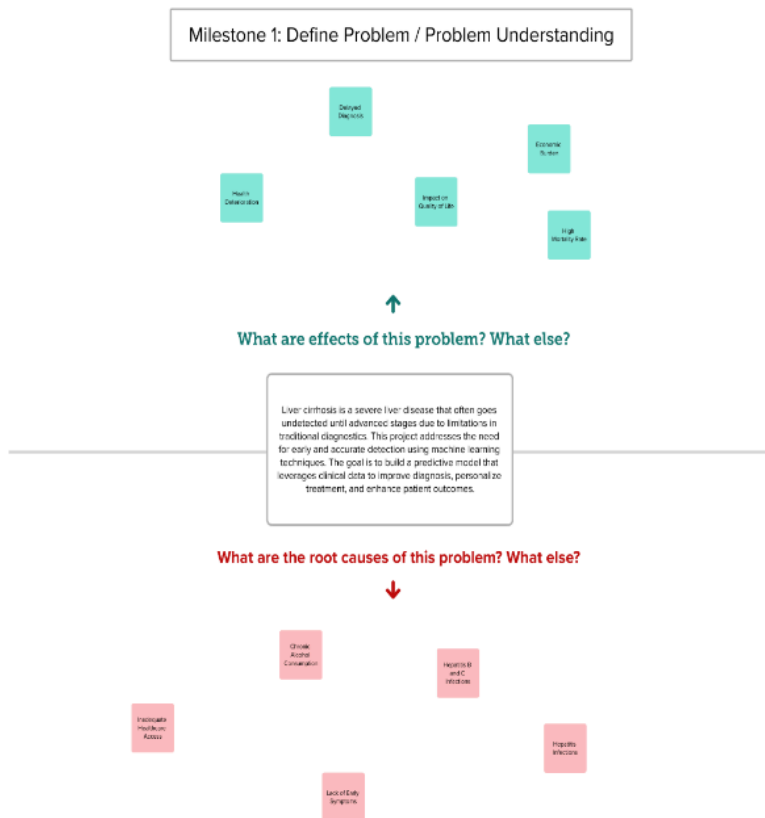 Milestone 1: Define Problem / Problem Understanding
Delayed
Diagnosis
Economic
Burden
Health
Deterioration
Impact on
Quality of Life
High
Mortality Rate
What are effects of this problem? What else?
Liver cirrhosis is a severe liver disease that often goes
undetected until advanced stages due to limitations in
traditional diagnostics. This project addresses the need
for early and accurate detection using machine learning
techniques. The goal is to build a predictive model that
leverages clinical data to improve diagnosis, personalize
treatment, and enhance patient outcomes.
What are the root causes of this problem? What else?
Chronic
Alcohol
Consumption
Hepatitis B
and C
Infections
Inadequate
Healthcare
Access
Hepatitis
Infections
Lack of Early
Symptoms